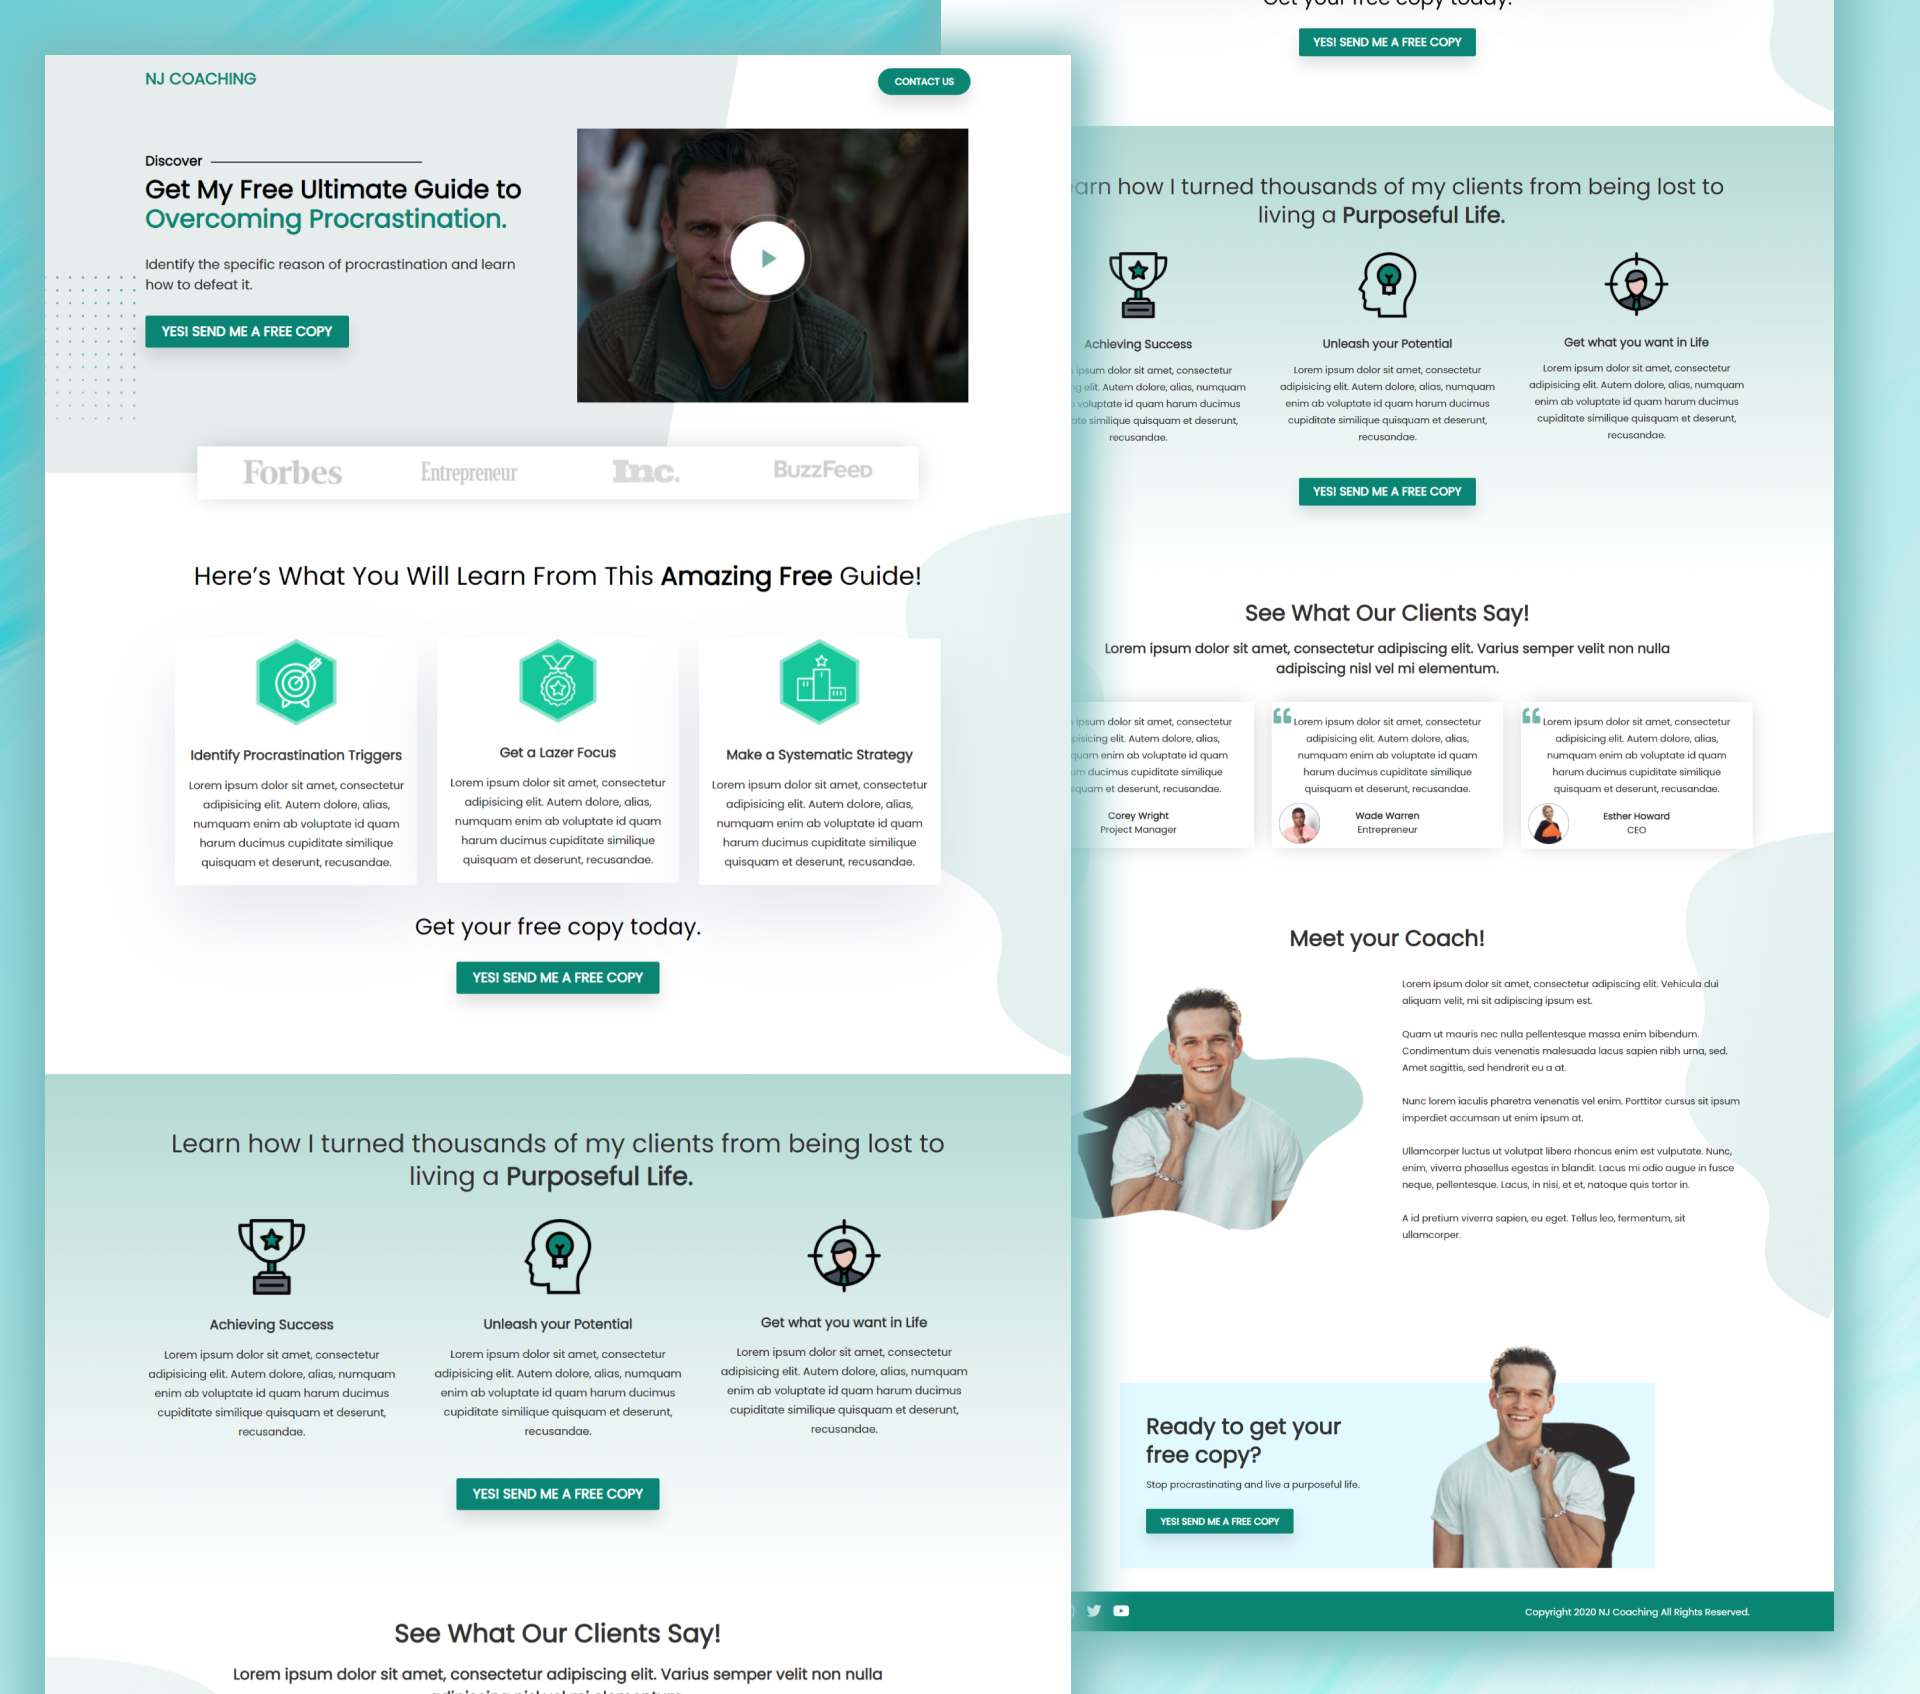 NJ COACHING
CONTACT US
Discover
Get My Free Ultimate Guide to
Overcoming Procrastination.
Identify the specific reason of procrastination and learn
how to defeat it.
YES! SEND ME A FREE COPY
Forbes
Entrepreneur
Inc.
BuzzFeed
Here's What You Will Learn From This Amazing Free Guide!
Identify Procrastination Triggers
Lorem ipsum dolor sit amet, consectetur
adipisicing elit. Autem dolore, alias,
numquam enim ab voluptate id quam
harum ducimus cupiditate similique
quisquam et deserunt, recusandae.
Get a Lazer Focus
Lorem ipsum dolor sit amet, consectetur
adipisicing elit. Autem dolore, alias,
numquam enim ab voluptate id quam
harum ducimus cupiditate similique
quisquam et deserunt, recusandae.
Make a Systematic Strategy
Lorem ipsum dolor sit amet, consectetur
adipisicing elit. Autem dolore, alias,
numquam enim ab voluptate id quam
harum ducimus cupiditate similique
quisquam et deserunt, recusandae.
Get your free copy today.
YES! SEND ME A FREE COPY
Learn how I turned thousands of my clients from being lost to
living a Purposeful Life.
Achieving Success
Lorem ipsum dolor sit amet, consectetur
adipisicing elit. Autem dolore, alias, numquam
enim ab voluptate id quam harum ducimus
cupiditate similique quisquam et deserunt,
recusandae.
Unleash your Potential
Lorem ipsum dolor sit amet, consectetur
adipisicing elit. Autem dolore, alias, numquam
enim ab voluptate id quam harum ducimus
cupiditate similique quisquam et deserunt,
recusandae.
Get what you want in Life
Lorem ipsum dolor sit amet, consectetur
adipisicing elit. Autem dolore, alias, numquam
enim ab voluptate id quam harum ducimus
cupiditate similique quisquam et deserunt,
recusandae.
YES! SEND ME A FREE COPY
See What Our Clients Say!
Lorem ipsum dolor sit amet, consectetur adipiscing elit. Varius semper velit non nulla
Get your free copy today.
YES! SEND ME A FREE COPY
how I turned thousands of my clients from being lost to
living a Purposeful Life.
Achieving Success
ipsum dolor sit amet, consectetur
elit. Autem dolore, alias, numquam
voluptate id quam harum ducimus
similique quisquam et deserunt,
recusandae.
Unleash your Potential
Lorem ipsum dolor sit amet, consectetur
adipisicing elit. Autem dolore, alias, numquam
enim ab voluptate id quam harum ducimus
cupiditate similique quisquam et deserunt,
recusandae.
Get what you want in Life
Lorem ipsum dolor sit amet, consectetur
adipisicing elit. Autem dolore, alias, numquam
enim ab voluptate id quam harum ducimus
cupiditate similique quisquam et deserunt,
recusandae.
YES! SEND ME A FREE COPY
See What Our Clients Say!
Lorem ipsum dolor sit amet, consectetur adipiscing elit. Varius semper velit non nulla
adipiscing nisl vel mi elementum.
ipsum dolor sit amet, consectetur
elit. Autem dolore, alias,
enim ab voluptate id quam
ducimus cupiditate similique
et deserunt, recusandae.
Corey Wright
Project Manager
Lorem ipsum dolor sit amet, consectetur
adipisicing elit. Autem dolore, alias,
numquam enim ab voluptate id quam
harum ducimus cupiditate similique
quisquam et deserunt, recusandae.
Wade Warren
Entrepreneur
Lorem ipsum dolor sit amet, consectetur
adipisicing elit. Autem dolore, alias,
numquam enim ab voluptate id quam
harum ducimus cupiditate similique
quisquam et deserunt, recusandae.
Esther Howard
CEO
Meet your Coach!
Lorem ipsum dolor sit amet, consectetur adipiscing elit. Vehicula dui
aliquam velit, mi sit adipiscing ipsum est.
Quam ut mauris nec nulla pellentesque massa enim bibendum.
Condimentum duis venenatis malesuada lacus sapien nibh urna, sed.
Amet sagittis, sed hendrerit eu a at.
Nunc lorem iaculis pharetra venenatis vel enim. Porttitor cursus sit ipsum
imperdiet accumsan ut enim ipsum at.
Ullamcorper luctus ut volutpat libero rhoncus enim est vulputate. Nunc,
enim, viverra phasellus egestas in blandit. Lacus mi odio augue in fusce
neque, pellentesque. Lacus, in nisi, et et, natoque quis tortor in.
A id pretium viverra sapien, eu eget. Tellus leo, fermentum, sit
ullamcorper.
Ready to get your
free copy?
Stop procrastinating and live a purposeful life.
YES! SEND ME A FREE COPY
Copyright 2020 NJ Coaching All Rights Reserved.